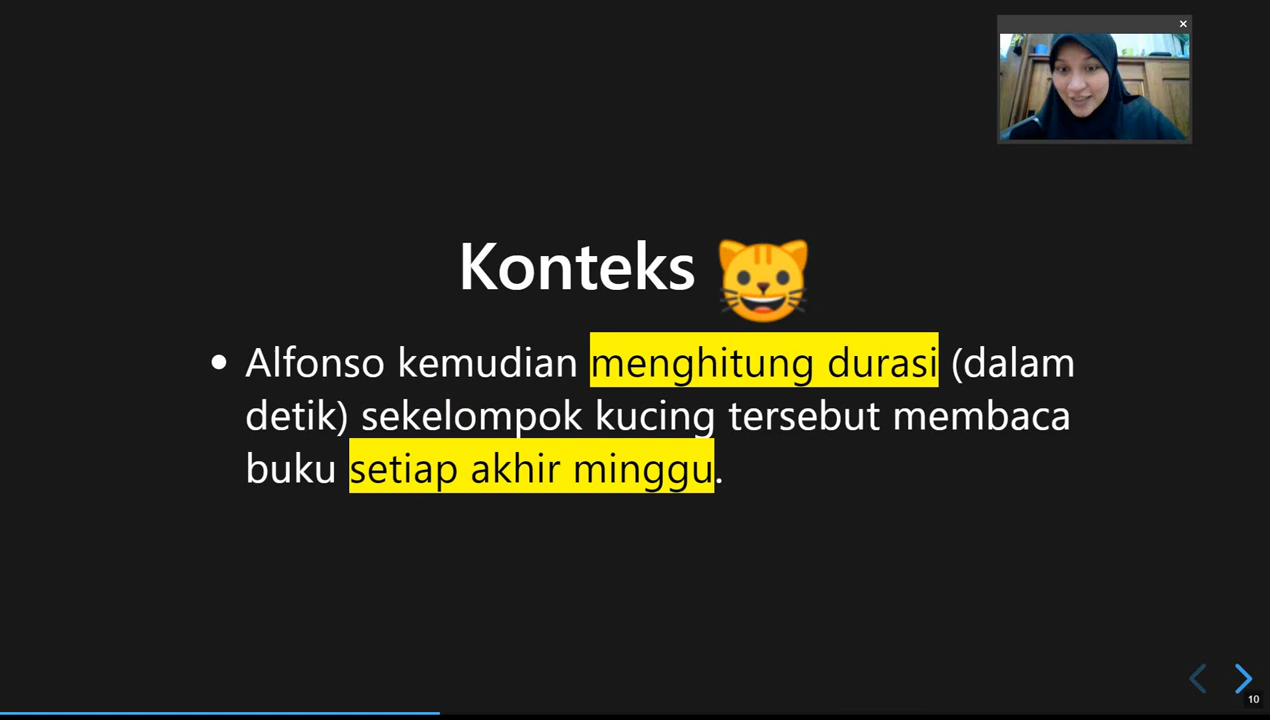 Konteks 😺
• Alfonso kemudian menghitung durasi (dalam
detik) sekelompok kucing tersebut membaca
buku setiap akhir minggu.
10